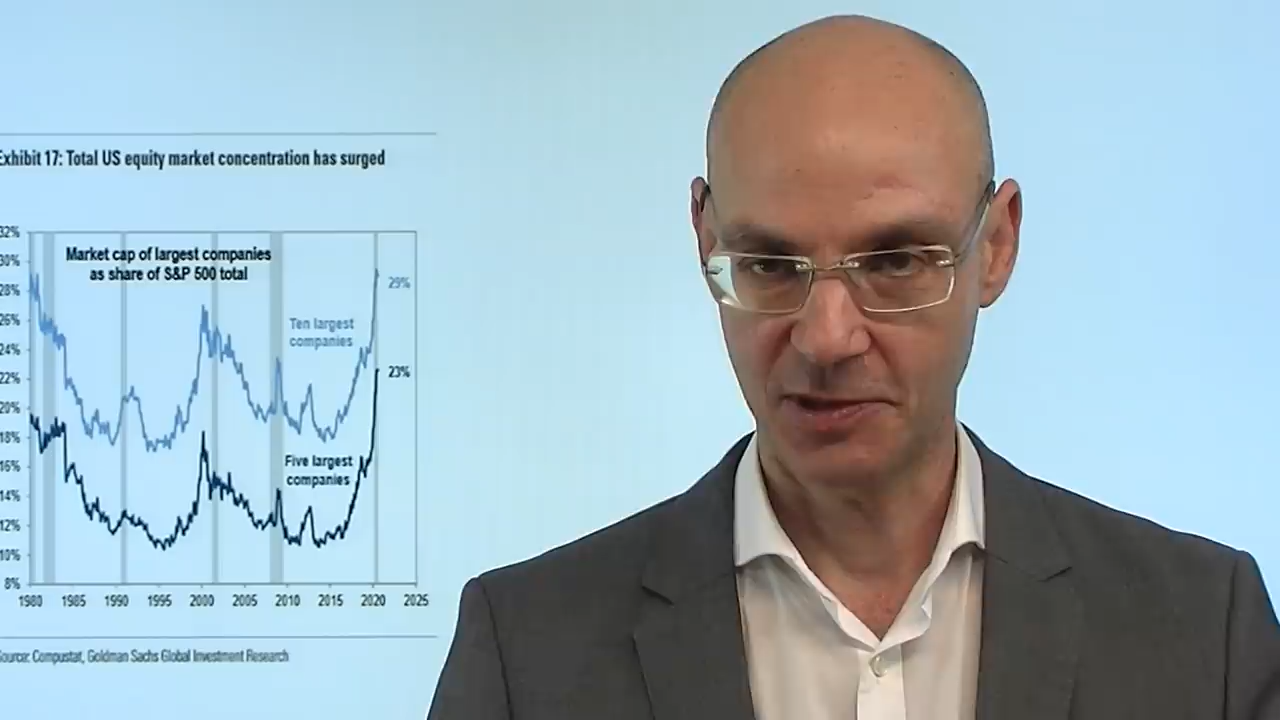 Exhibit 17: Total US equity market concentration has surged
32%
30%
28%
26%
24%
22%
20%
18%
16%
14%
12%
10%
8%
Market cap of largest companies
as share of S&P 500 total
29%
Ten largest
companies
23%
Five largest
companies
1980 1985 1990 1995 2000 2005 2010 2015 2020 2025
Source: Compustat, Goldman Sachs Global Investment Research